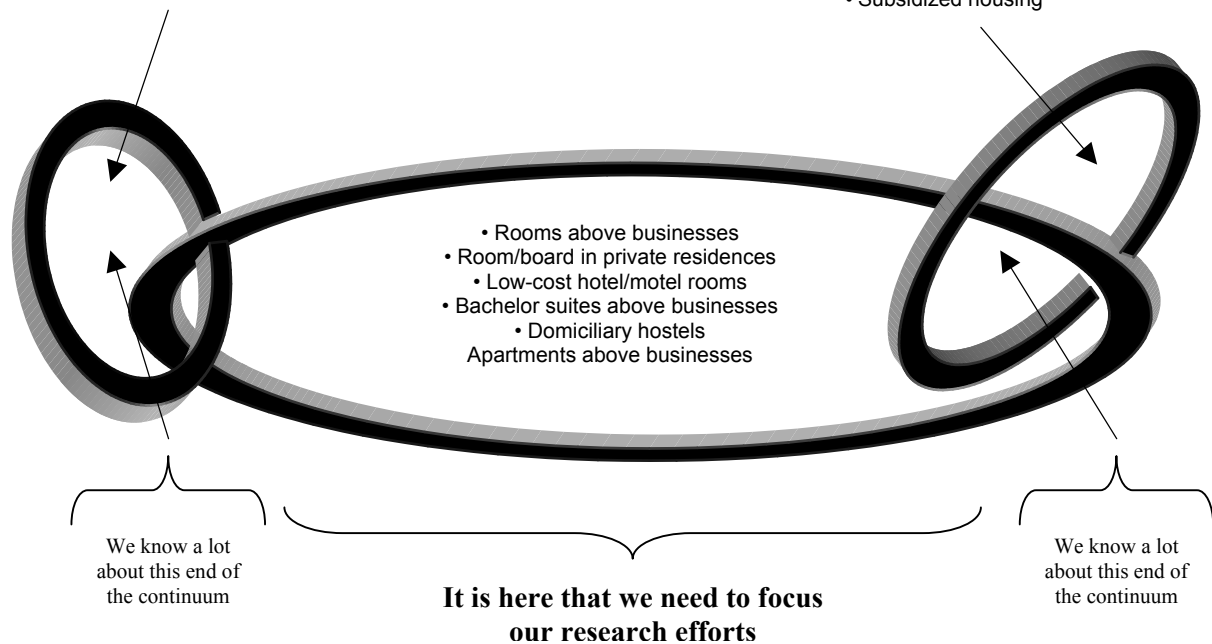 • Subsidized housing
• Rooms above businesses
• Room/board in private residences
• Low-cost hotel/motel rooms
• Bachelor suites above businesses
• Domiciliary hostels
Apartments above businesses
We know a lot
about this end of
the continuum
It is here that we need to focus
our research efforts
We know a lot
about this end of
the continuum